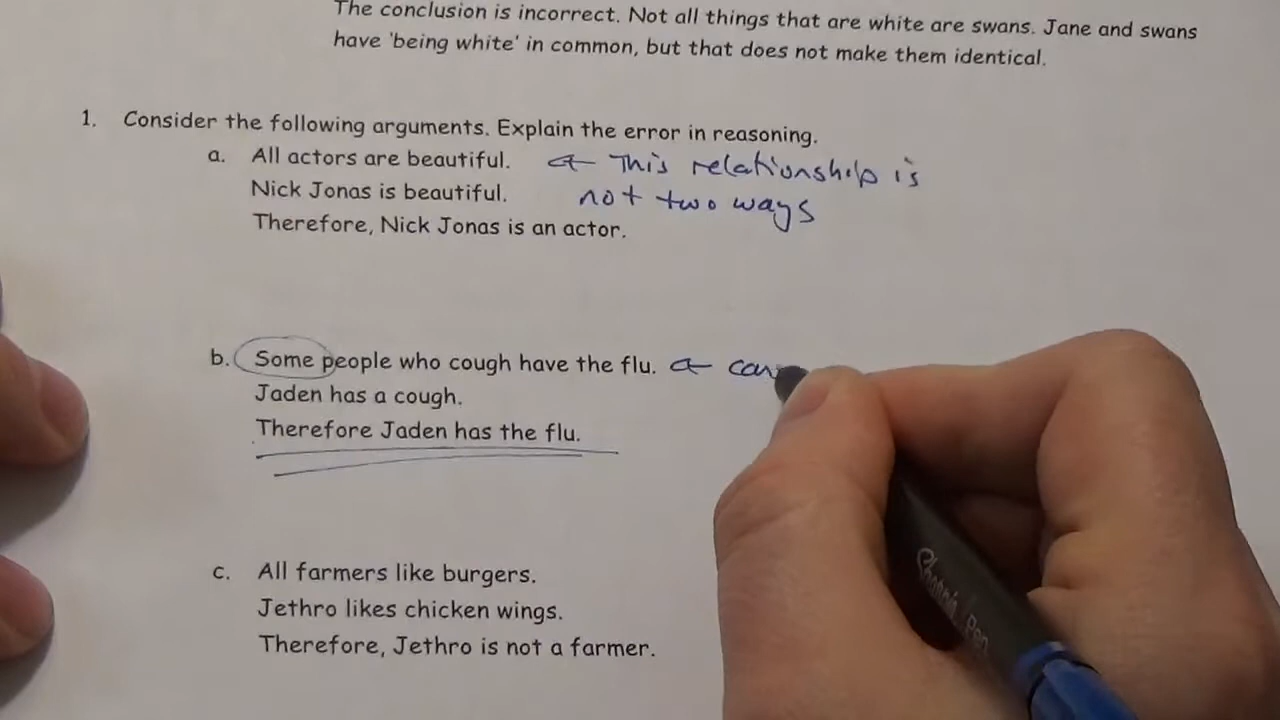 The conclusion is incorrect. Not all things that are white are swans. Jane and swans
have 'being white' in common, but that does not make them identical.
1. Consider the following arguments. Explain the error in reasoning.
a. All actors are beautiful. ← This relationship is
Nick Jonas is beautiful. not two ways
Therefore, Nick Jonas is an actor.
b. Some people who cough have the flu. ←
Jaden has a cough.
Therefore Jaden has the flu.
c. All farmers like burgers.
Jethro likes chicken wings.
Therefore, Jethro is not a farmer.
Sharpie Pen